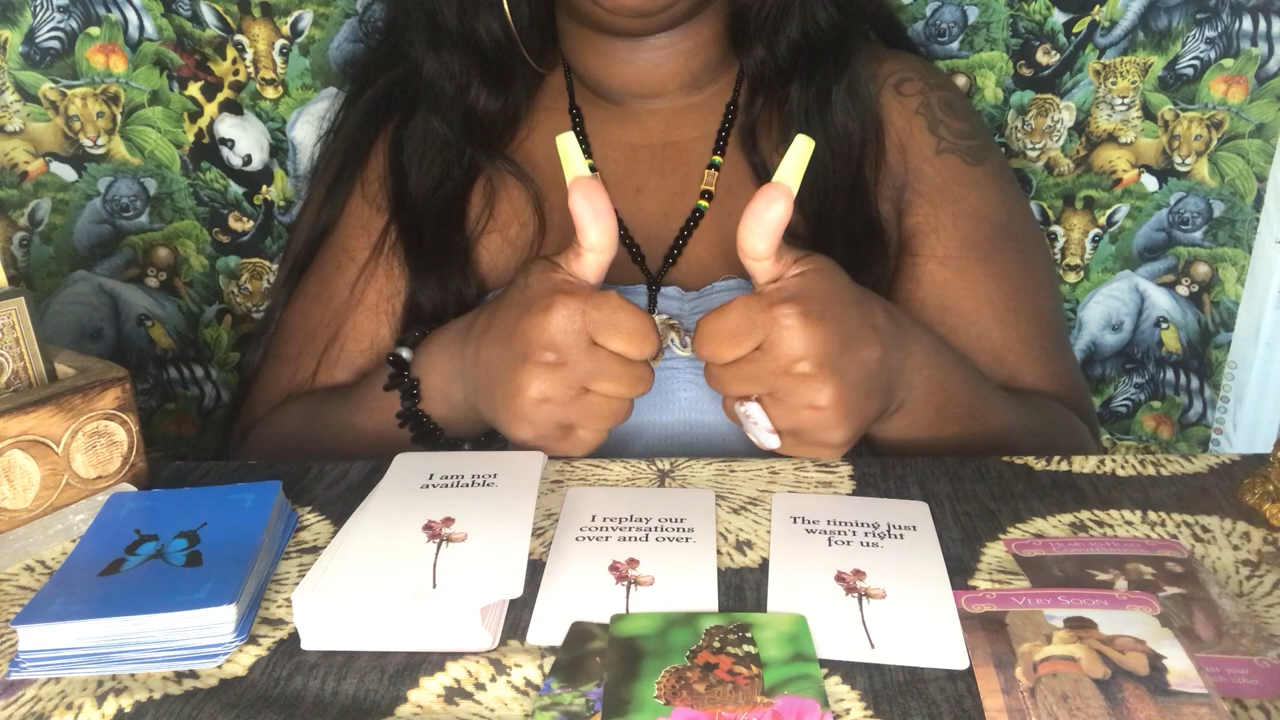 I am not
available.
I replay our
conversations
over and over.
The timing just
wasn't right
for us.
VERY SOON